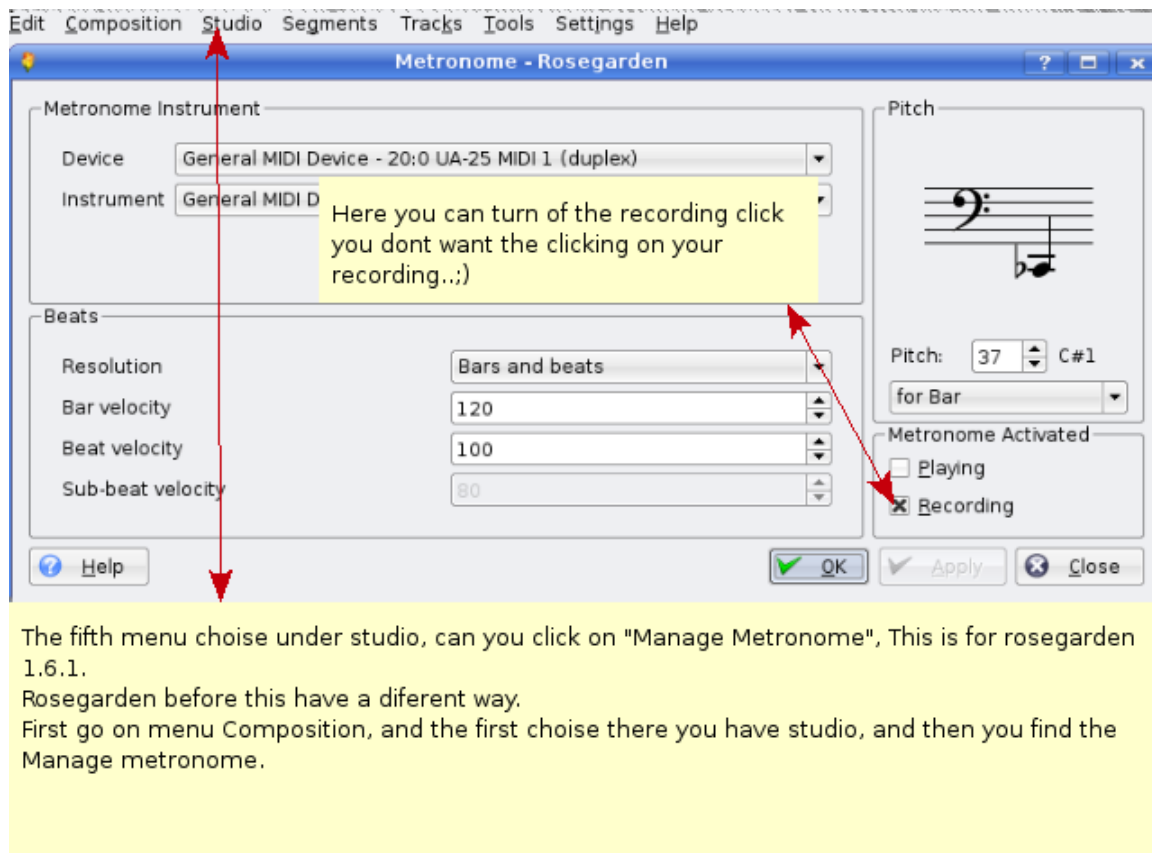 Edit Composition Studio Segments Tracks Tools Settings Help
Metronome - Rosegarden
Metronome Instrument
Device General MIDI Device - 20:0 UA-25 MIDI 1 (duplex)
Instrument General MIDI D
Here you can turn of the recording click
you dont want the clicking on your
recording..;)
Pitch
Pitch: 37 C#1
for Bar
Beats
Resolution Bars and beats
Bar velocity 120
Beat velocity 100
Sub-beat velocity 80
Metronome Activated
Playing
Recording
Help OK Apply Close
The fifth menu choise under studio, can you click on "Manage Metronome", This is for rosegarden
1.6.1.
Rosegarden before this have a diferent way.
First go on menu Composition, and the first choise there you have studio, and then you find the
Manage metronome.